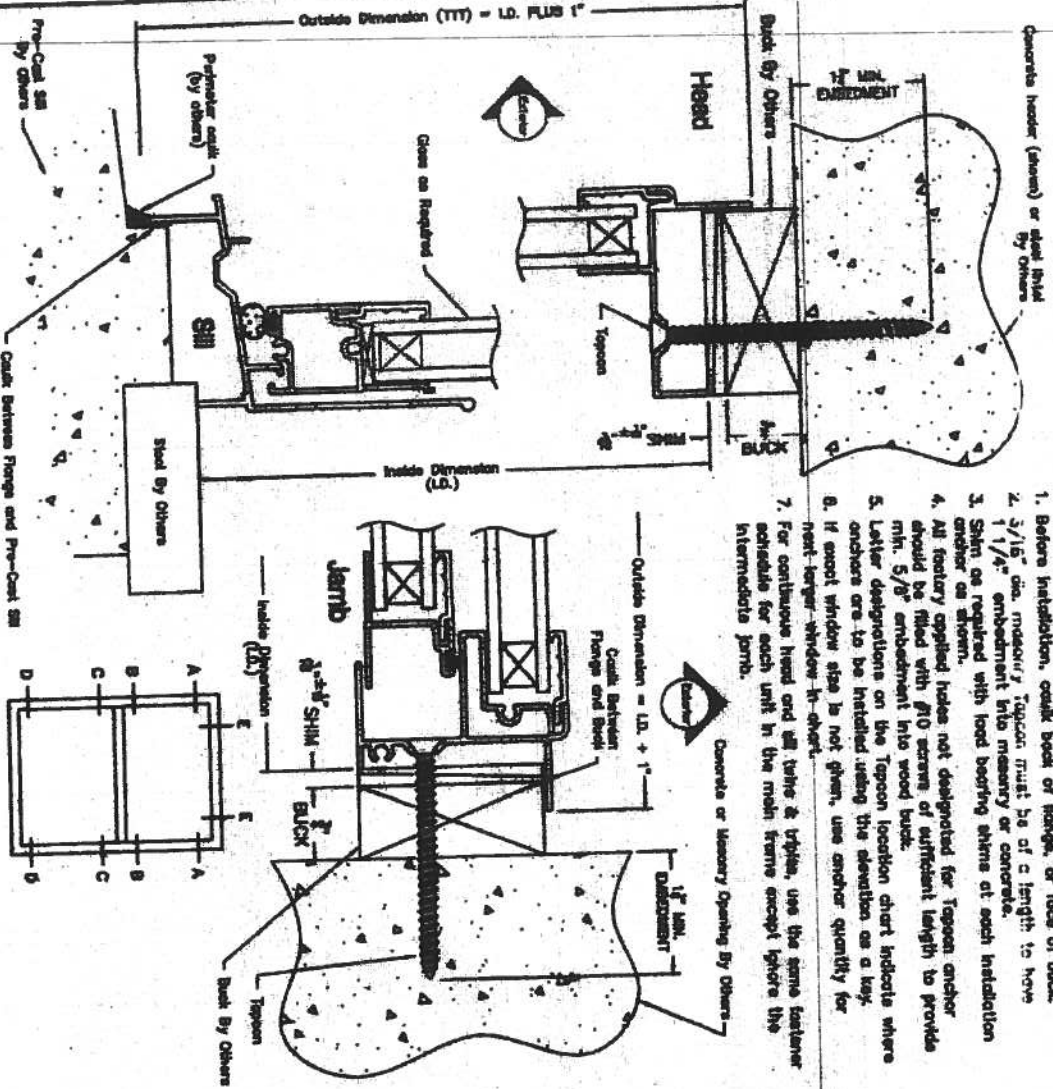 1. Before installation, caulk back of flange, or face of buck
2. 3/16" dia. masonry Tapcon must be of a length to have
1 1/4" embedment into masonry or concrete.
3. Shim as required with load bearing shims at each installation
anchor as shown.
4. All factory applied holes not designated for Tapcon anchor
should be filled with #10 screws of sufficient length to provide
min. 5/8" embedment into wood buck.
5. Letter designations on the Tapcon location chart indicate where
anchors are to be installed using the elevation as a key.
6. If exact window size is not given, use anchor quantity for
next larger window in chart.
7. For continuous head and sill twins & triples, use the same fastener
schedule for each unit in the main frame except ignore the
intermediate jamb.
Concrete header (shown) or steel lintel
By Others
1 1/4" MIN.
EMBEDMENT
Buck By Others
Head
Tapcon
SHIM
BUCK
Outside Dimension (TTT) = I.D. PLUS 1"
Exterior
Glass as Required
Inside Dimension
(I.D.)
Perimeter caulk
(by others)
Sill
Steel By Others
Pre-Cast Sill
By Others
Caulk Between Flange and Pre-Cast Sill
Concrete or Masonry Opening By Others
Exterior
Outside Dimension = I.D. + 1"
Caulk Between
Flange and Buck
1 1/4" MIN.
EMBEDMENT
Jamb
SHIM
BUCK
Inside Dimension
(I.D.)
Tapcon
Buck By Others
E E
A A
B B
C C
D D